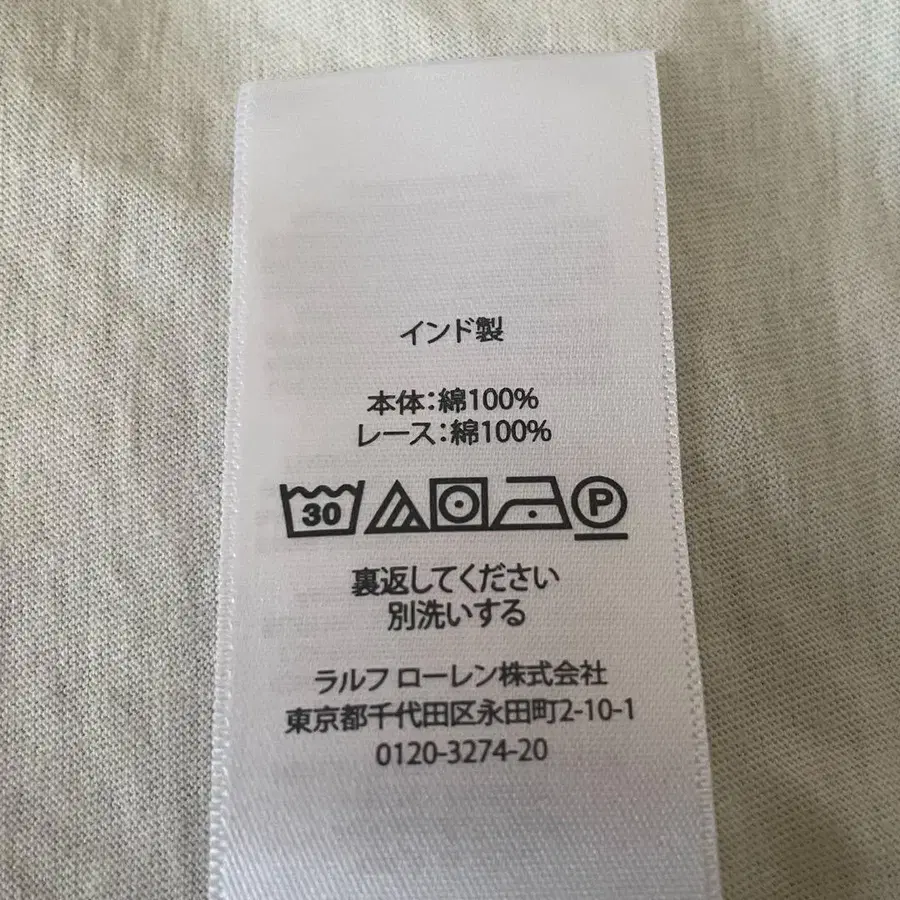 インド製
本体:綿100%
レース:綿100%
30 P
裏返してください
別洗いする
ラルフ ローレン株式会社
東京都千代田区永田町2-10-1
0120-3274-20